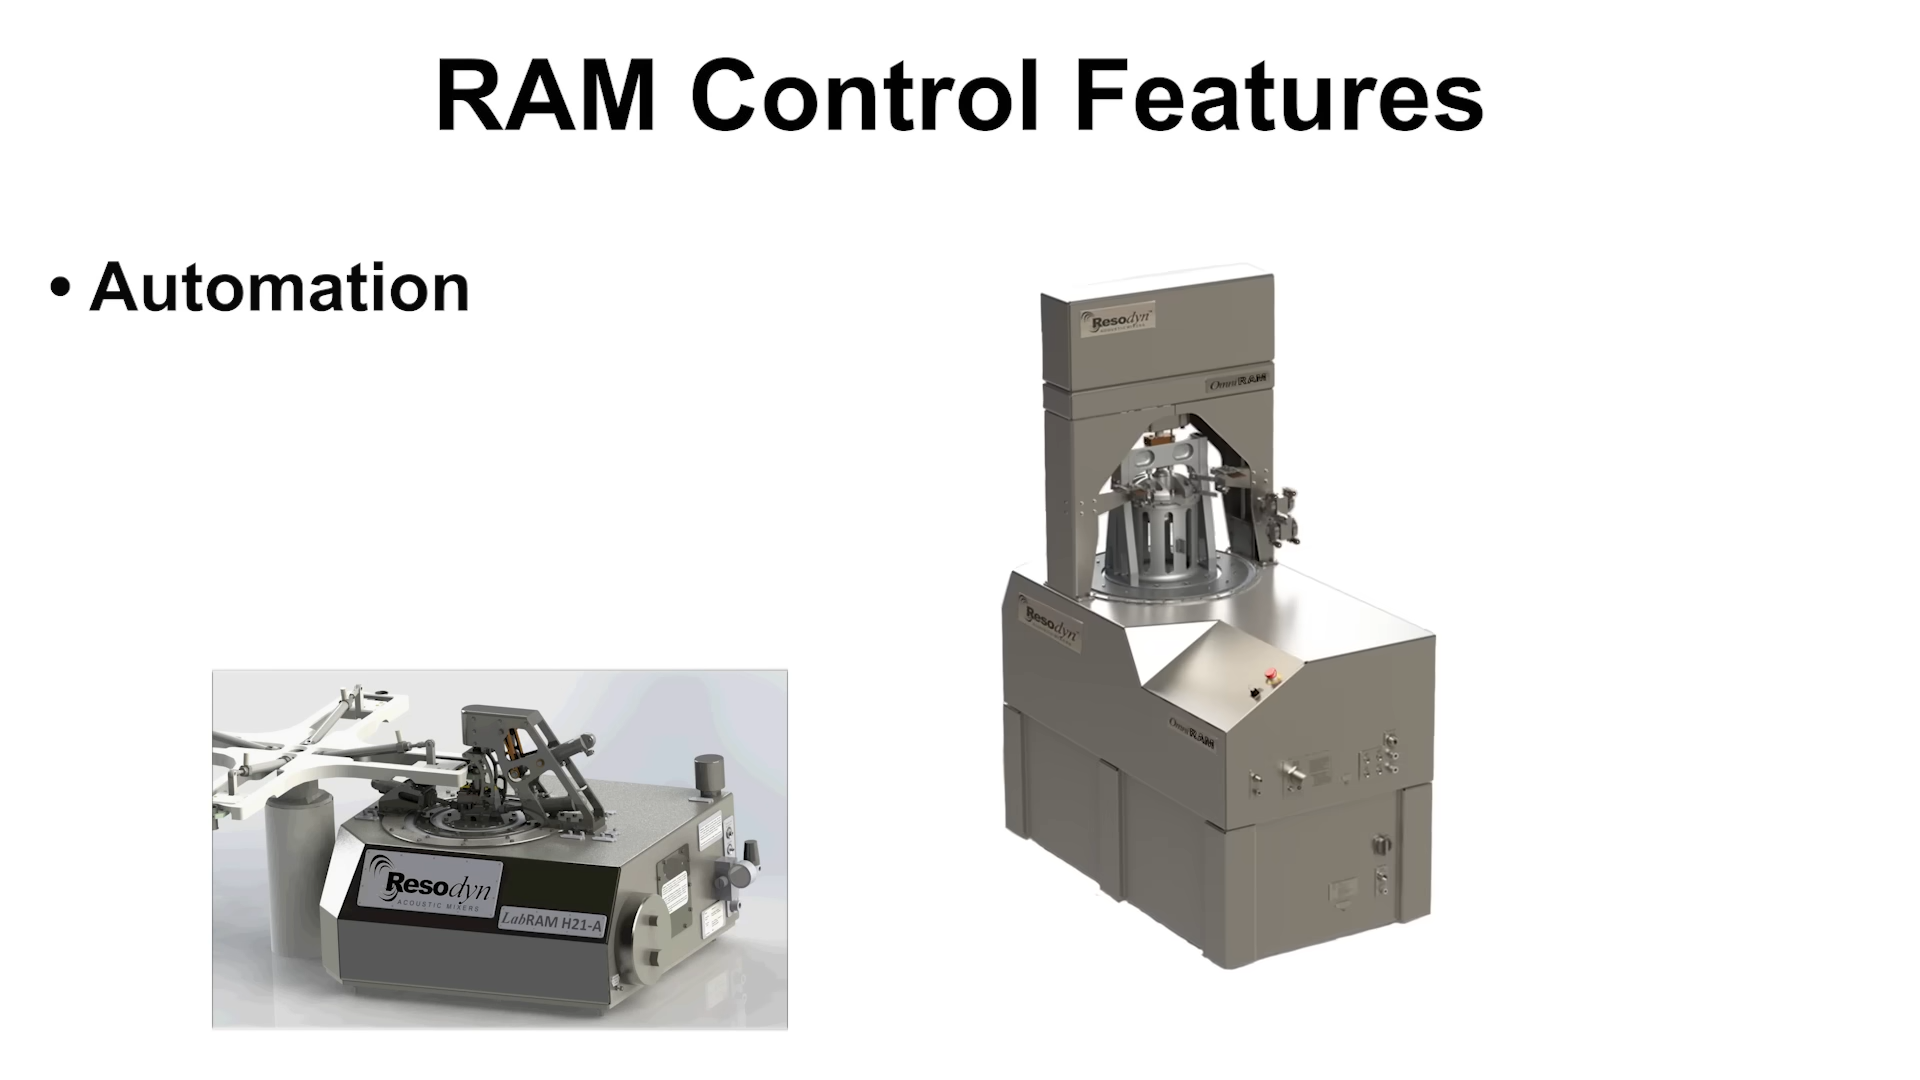 RAM Control Features
• Automation
Resodyn
OmniRAM
Resodyn
OmniRAM
Resodyn
ACOUSTIC MIXERS
LabRAM H21-A